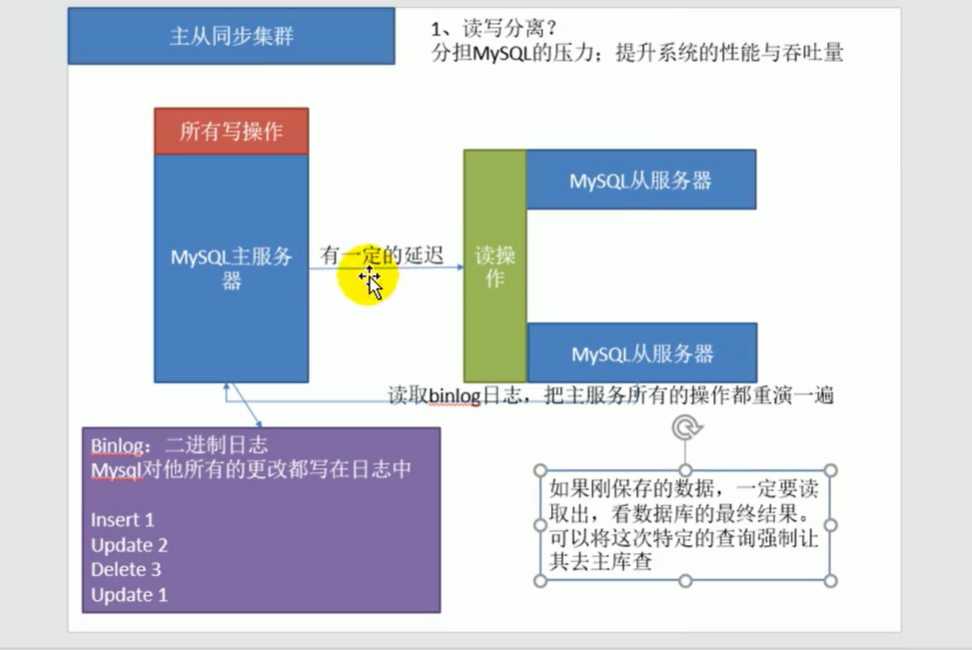 主从同步集群
1、读写分离？
分担MySQL的压力；提升系统的性能与吞吐量
所有写操作
MySQL主服务
器
有一定的延迟
读操
作
MySQL从服务器
MySQL从服务器
读取binlog日志，把主服务所有的操作都重演一遍
Binlog：二进制日志
Mysql对他所有的更改都写在日志中
Insert 1
Update 2
Delete 3
Update 1
如果刚保存的数据，一定要读
取出，看数据库的最终结果。
可以将这次特定的查询强制让
其去主库查